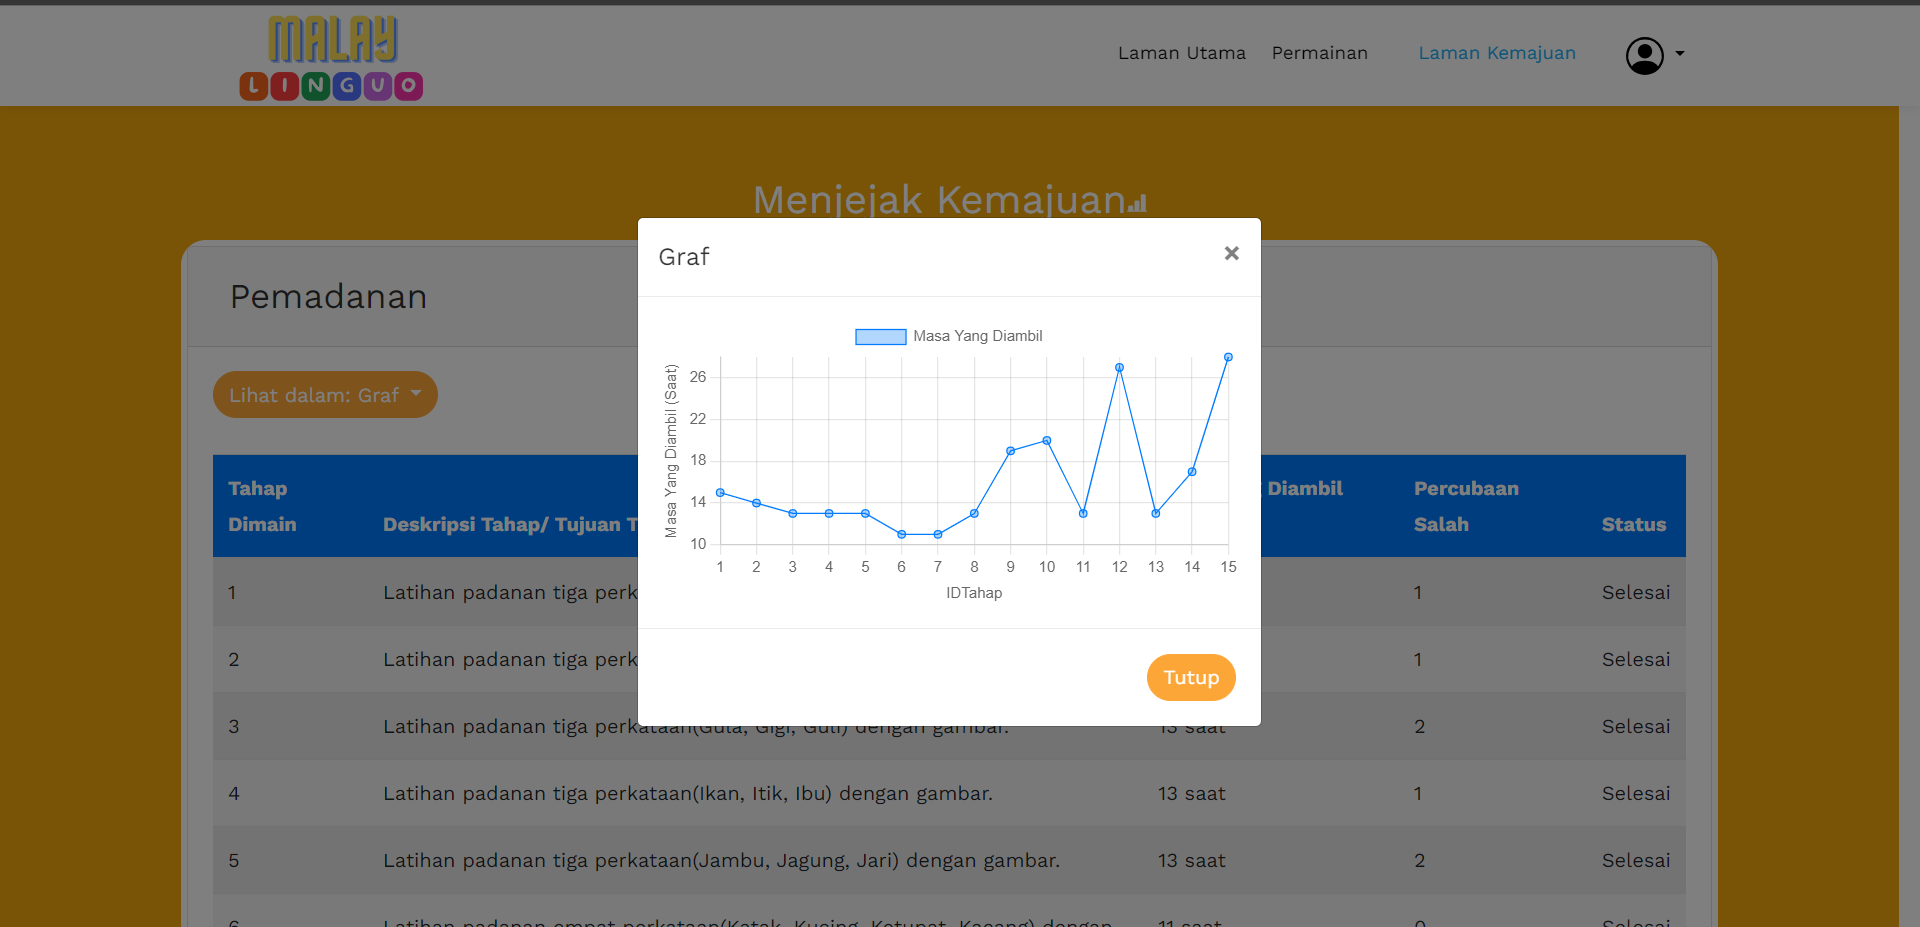 MALAY
LINGUO
Laman Utama
Permainan
Laman Kemajuan
Menjejak Kemajuan
Pemadanan
Lihat dalam: Graf
Graf
×
Masa Yang Diambil
Masa Yang Diambil (Saat)
26
22
18
14
10
1 2 3 4 5 6 7 8 9 10 11 12 13 14 15
IDTahap
Tutup
Tahap Dimain
Deskripsi Tahap/ Tujuan T
Diambil
Percubaan Salah
Status
1 Latihan padanan tiga perk 1 Selesai
2 Latihan padanan tiga perk 1 Selesai
3 Latihan padanan tiga perkataan(Gula, Gigi, Guli) dengan gambar. 13 saat 2 Selesai
4 Latihan padanan tiga perkataan(Ikan, Itik, Ibu) dengan gambar. 13 saat 1 Selesai
5 Latihan padanan tiga perkataan(Jambu, Jagung, Jari) dengan gambar. 13 saat 2 Selesai
6 Latihan padanan empat perkataan(Katak, Kucing, Ketupat, Kacang) dengan 11 saat 0 Selesai